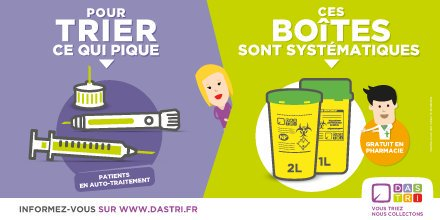 POUR
TRIER
CE QUI PIQUE
PATIENTS
EN AUTO-TRAITEMENT
CES
BOÎTES
SONT SYSTÉMATIQUES
2L
1L
GRATUIT EN
PHARMACIE
DAS
TRI
VOUS TRIEZ
NOUS COLLECTONS
INFORMEZ-VOUS SUR WWW.DASTRI.FR